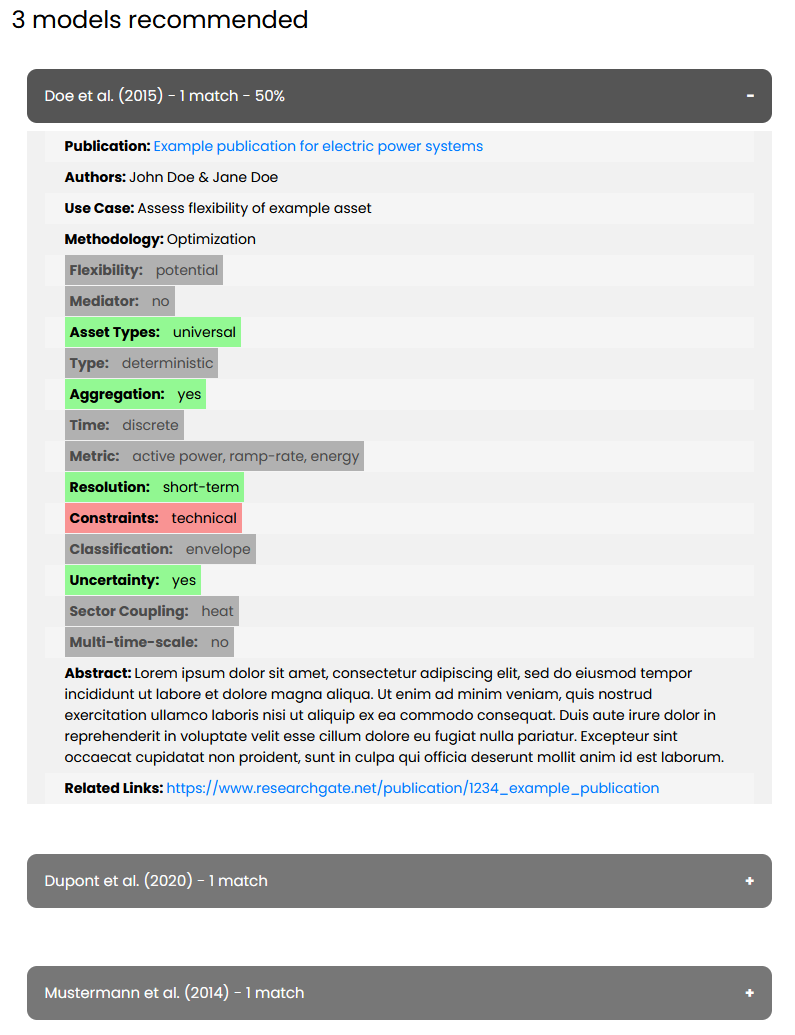 3 models recommended
Doe et al. (2015) - 1 match - 50%
-
Publication: Example publication for electric power systems
Authors: John Doe & Jane Doe
Use Case: Assess flexibility of example asset
Methodology: Optimization
Flexibility: potential
Mediator: no
Asset Types: universal
Type: deterministic
Aggregation: yes
Time: discrete
Metric: active power, ramp-rate, energy
Resolution: short-term
Constraints: technical
Classification: envelope
Uncertainty: yes
Sector Coupling: heat
Multi-time-scale: no
Abstract: Lorem ipsum dolor sit amet, consectetur adipiscing elit, sed do eiusmod tempor
incididunt ut labore et dolore magna aliqua. Ut enim ad minim veniam, quis nostrud
exercitation ullamco laboris nisi ut aliquip ex ea commodo consequat. Duis aute irure dolor in
reprehenderit in voluptate velit esse cillum dolore eu fugiat nulla pariatur. Excepteur sint
occaecat cupidatat non proident, sunt in culpa qui officia deserunt mollit anim id est laborum.
Related Links: https://www.researchgate.net/publication/1234_example_publication
Dupont et al. (2020) - 1 match
+
Mustermann et al. (2014) - 1 match
+